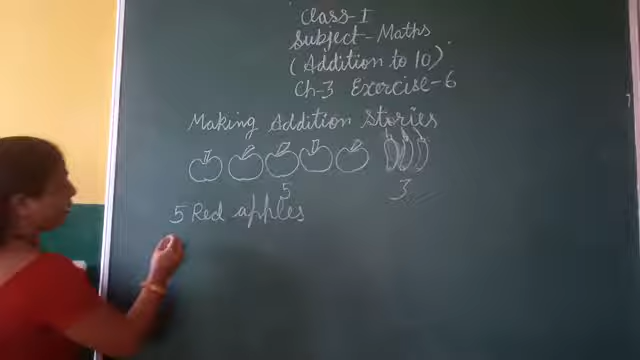 Class-I
Subject-Maths
(Addition to 10)
Ch-3 Exercise-6
Making Addition Stories
5 3
5 Red apples